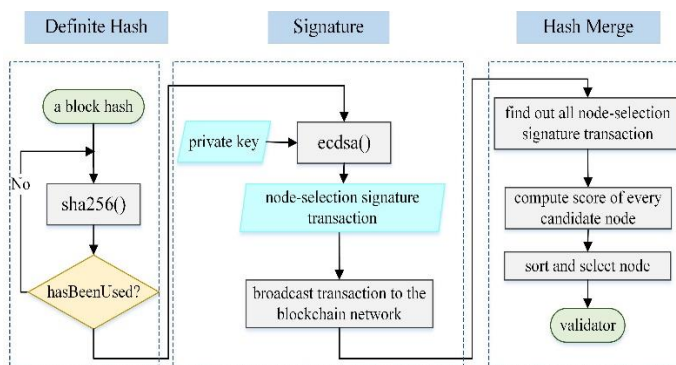 Definite Hash
Signature
Hash Merge
a block hash
No
sha256()
hasBeenUsed?
private key
ecdsa()
node-selection signature
transaction
broadcast transaction to the
blockchain network
find out all node-selection
signature transaction
compute score of every
candidate node
sort and select node
validator